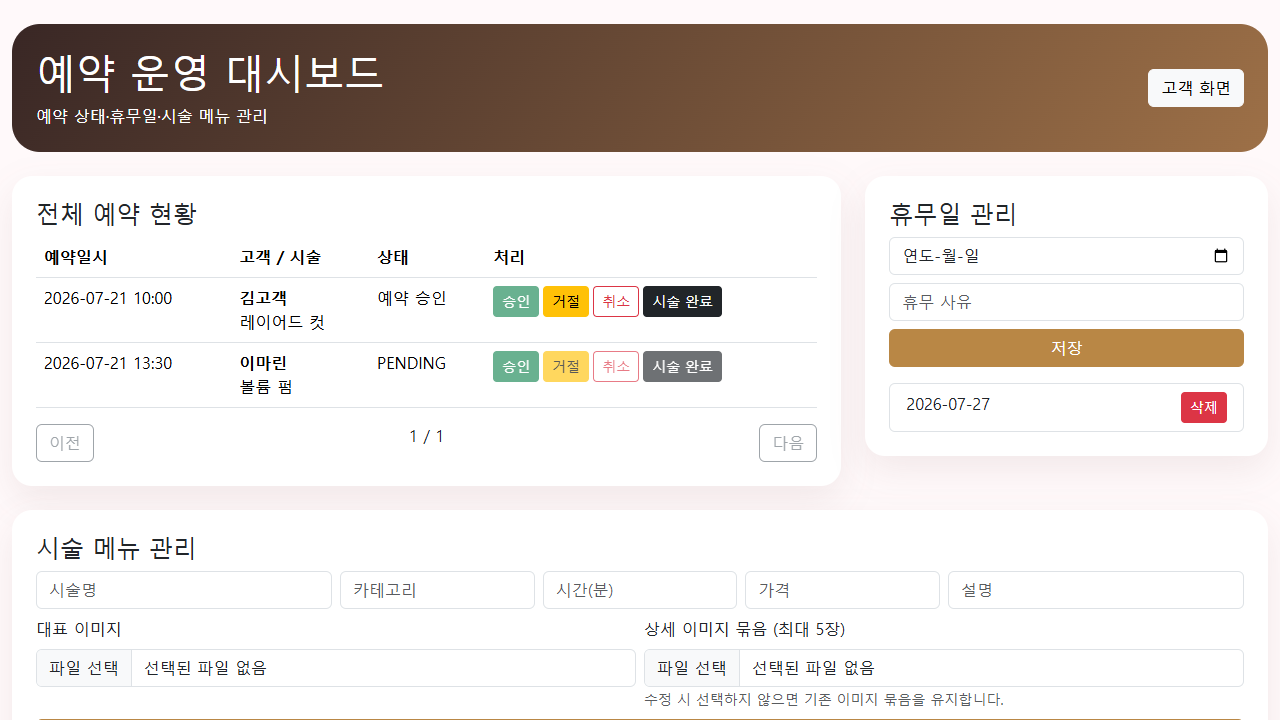 예약 운영 대시보드
예약 상태·휴무일·시술 메뉴 관리
고객 화면
전체 예약 현황
예약일시 고객 / 시술 상태 처리
2026-07-21 10:00 김고객 예약 승인 승인 거절 취소 시술 완료
레이어드 컷
2026-07-21 13:30 이마린 PENDING 승인 거절 취소 시술 완료
볼륨 펌
이전 1 / 1 다음
휴무일 관리
연도-월-일
휴무 사유
저장
2026-07-27 삭제
시술 메뉴 관리
시술명 카테고리 시간(분) 가격 설명
대표 이미지 상세 이미지 묶음 (최대 5장)
파일 선택 선택된 파일 없음 파일 선택 선택된 파일 없음
수정 시 선택하지 않으면 기존 이미지 묶음을 유지합니다.